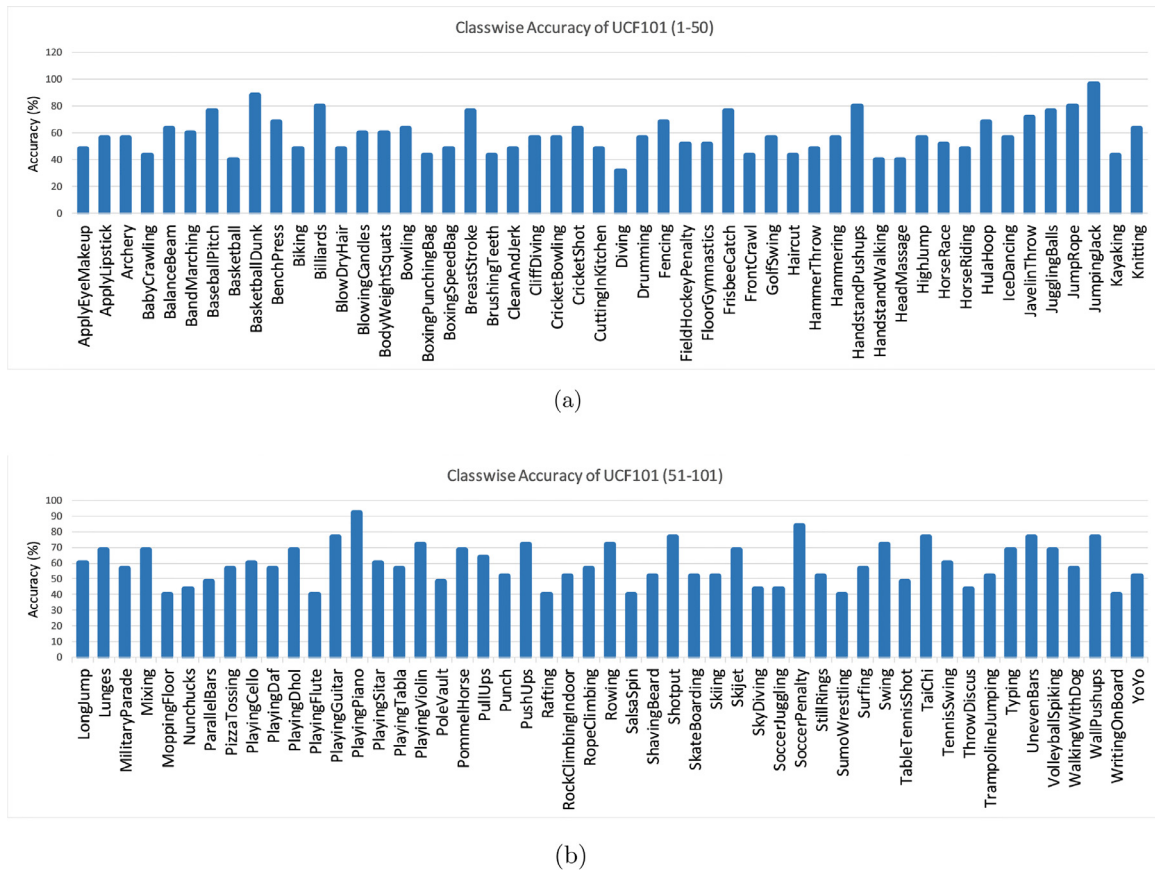 Classwise Accuracy of UCF101 (1-50)
Accuracy (%)
120
100
80
60
40
20
0
ApplyEyeMakeup
ApplyLipstick
Archery
BabyCrawling
BalanceBeam
BandMarching
BaseballPitch
Basketball
BasketballDunk
BenchPress
Biking
Billiards
BlowDryHair
BlowingCandles
BodyWeightSquats
Bowling
BoxingPunchingBag
BoxingSpeedBag
BreastStroke
BrushingTeeth
CleanAndJerk
CliffDiving
CricketBowling
CricketShot
CuttingInKitchen
Diving
Drumming
Fencing
FieldHockeyPenalty
FloorGymnastics
FrisbeeCatch
FrontCrawl
GolfSwing
Haircut
HammerThrow
Hammering
HandstandPushups
HandstandWalking
HeadMassage
HighJump
HorseRace
HorseRiding
HulaHoop
IceDancing
JavelinThrow
JugglingBalls
JumpRope
JumpingJack
Kayaking
Knitting
(a)
Classwise Accuracy of UCF101 (51-101)
Accuracy (%)
100
90
80
70
60
50
40
30
20
10
0
LongJump
Lunges
MilitaryParade
Mixing
MoppingFloor
Nunchucks
ParallelBars
PizzaTossing
PlayingCello
PlayingDaf
PlayingDhol
PlayingFlute
PlayingGuitar
PlayingPiano
PlayingSitar
PlayingTabla
PlayingViolin
PoleVault
PommelHorse
PullUps
Punch
PushUps
Rafting
RockClimbingIndoor
RopeClimbing
Rowing
SalsaSpin
ShavingBeard
Shotput
SkateBoarding
Skiing
Skijet
SkyDiving
SoccerJuggling
SoccerPenalty
StillRings
SumoWrestling
Surfing
Swing
TableTennisShot
TaiChi
TennisSwing
ThrowDiscus
TrampolineJumping
Typing
UnevenBars
VolleyballSpiking
WalkingWithDog
WallPushups
WritingOnBoard
YoYo
(b)